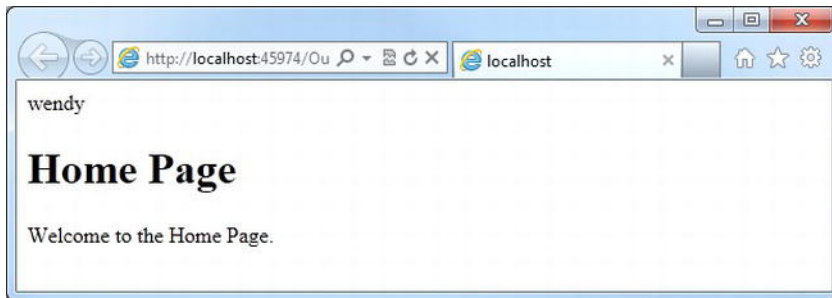 http://localhost:45974/Ou
localhost
wendy
Home Page
Welcome to the Home Page.